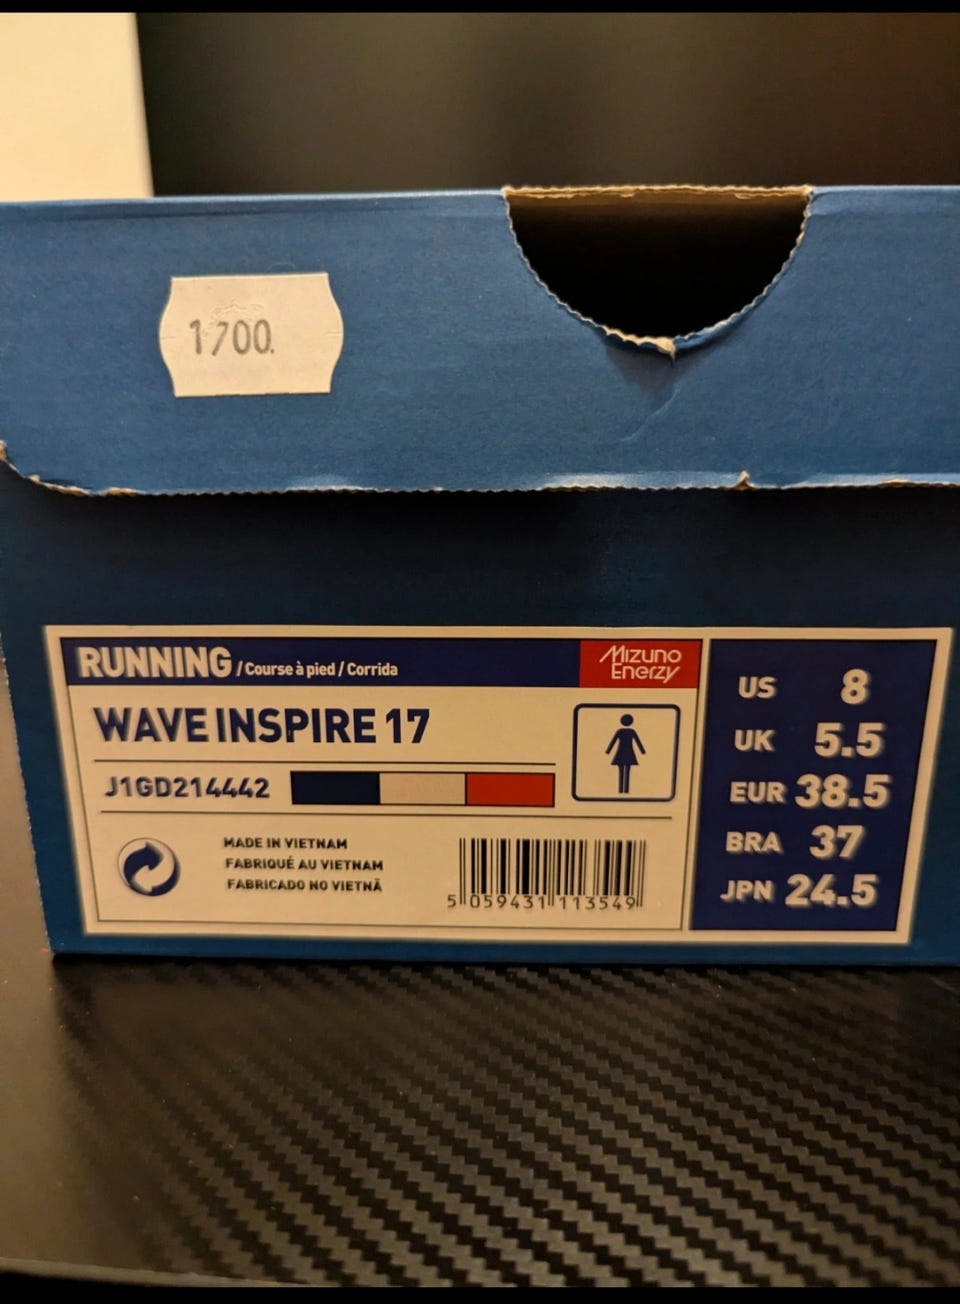 1700.
RUNNING / Course à pied / Corrida
Mizuno
Enerzy
WAVE INSPIRE 17
J1GD214442
MADE IN VIETNAM
FABRIQUÉ AU VIETNAM
FABRICADO NO VIETNÃ
5 059431 113549
US 8
UK 5.5
EUR 38.5
BRA 37
JPN 24.5